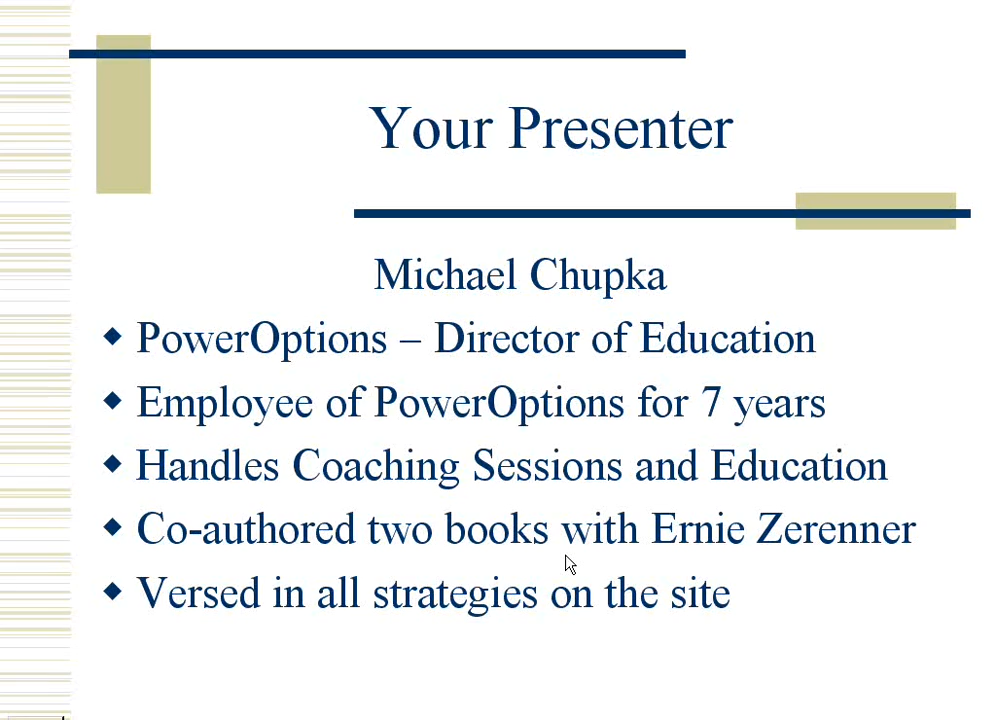 Your Presenter
Michael Chupka
PowerOptions – Director of Education
Employee of PowerOptions for 7 years
Handles Coaching Sessions and Education
Co-authored two books with Ernie Zerenner
Versed in all strategies on the site